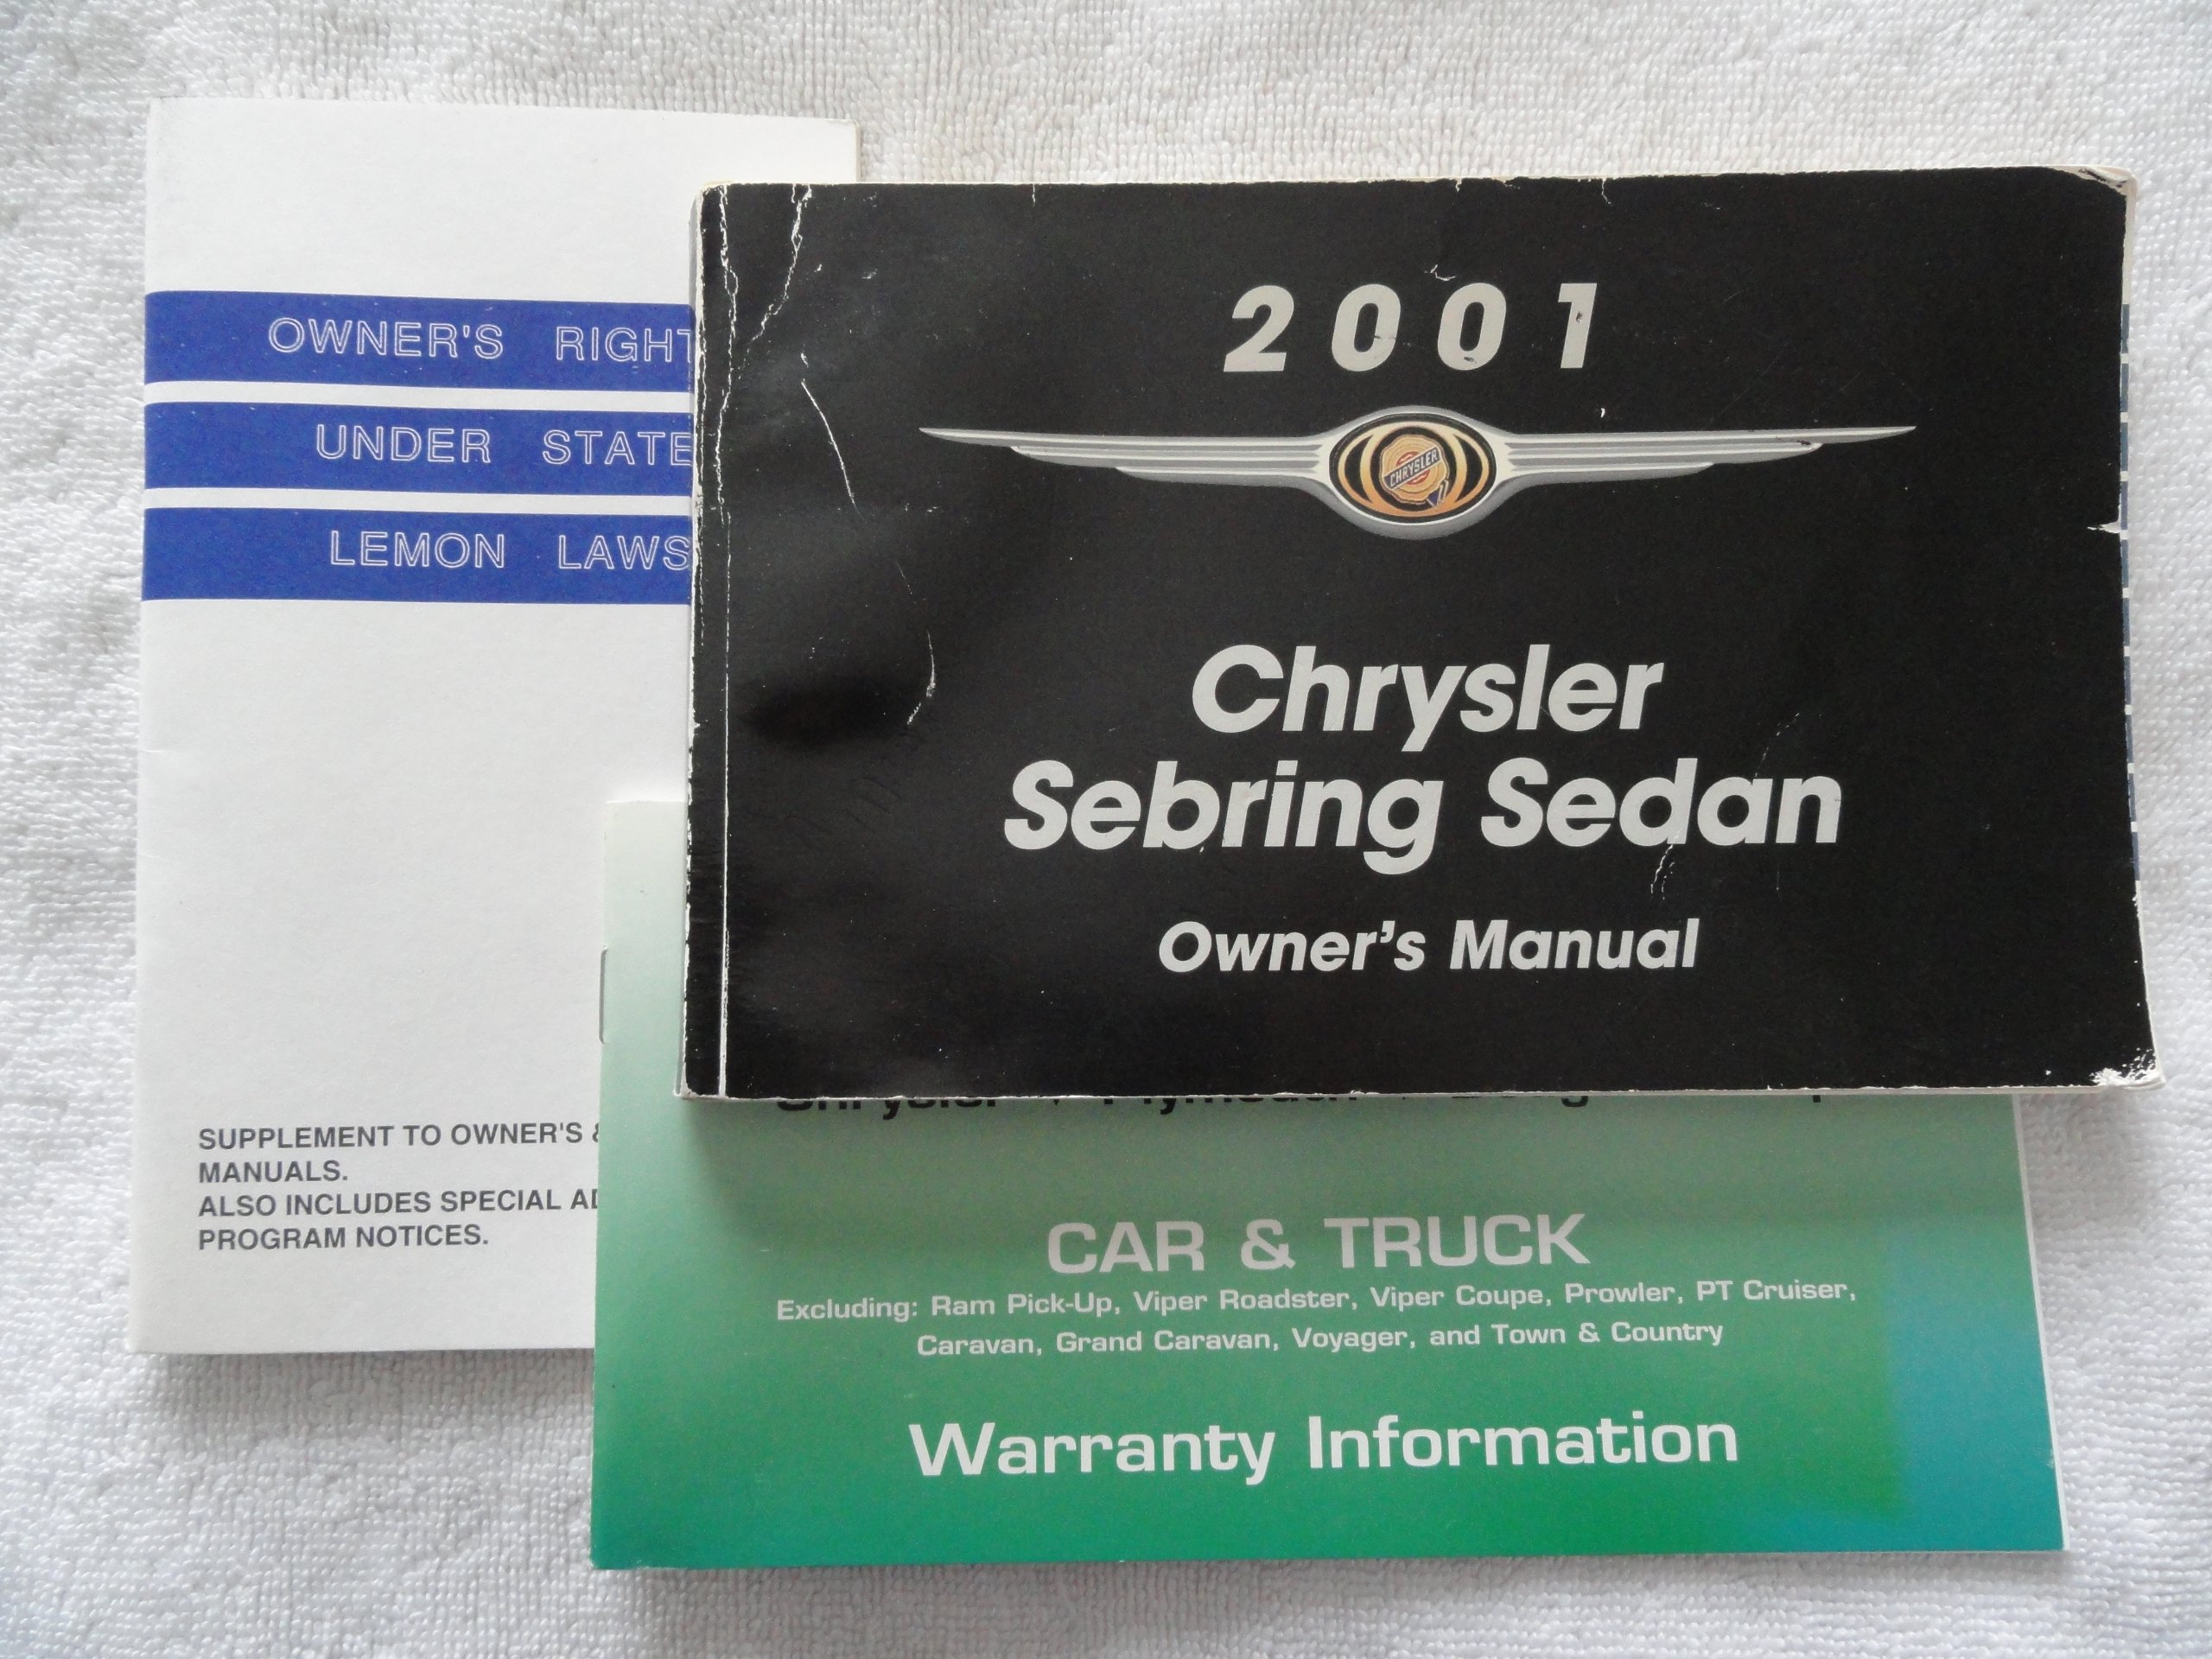 OWNER'S RIGHT
UNDER STATE
LEMON LAWS
SUPPLEMENT TO OWNER'S &
MANUALS.
ALSO INCLUDES SPECIAL
PROGRAM NOTICES.
2001
CHRYSLER
Chrysler
Sebring Sedan
Owner's Manual
CAR & TRUCK
Excluding: Ram Pick-Up, Viper Roadster, Viper Coupe, Prowler, PT Cruiser,
Caravan, Grand Caravan, Voyager, and Town & Country
Warranty Information